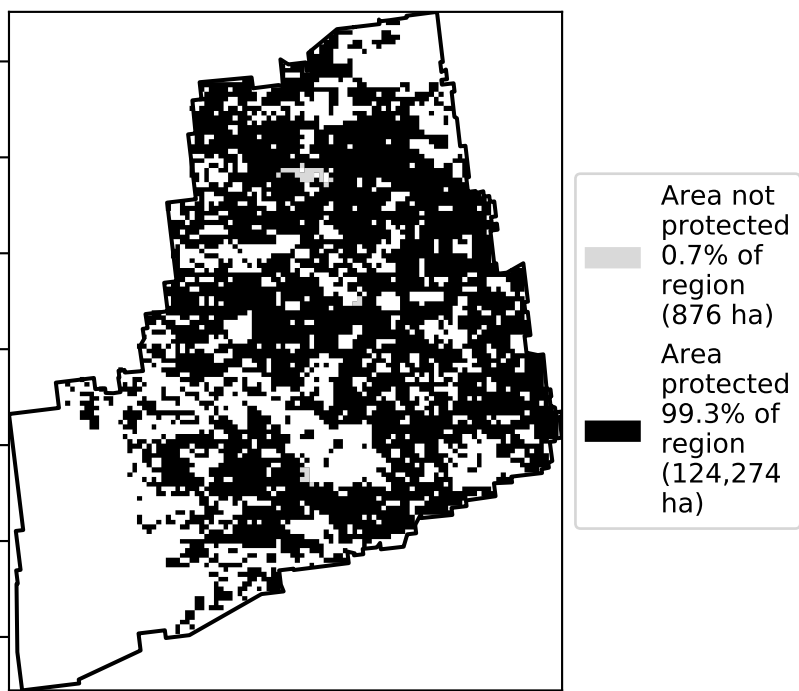 Area not
protected
0.7% of
region
(876 ha)
Area
protected
99.3% of
region
(124,274
ha)